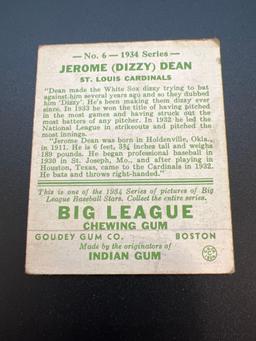 No. 6 — 1934 Series —
JEROME (DIZZY) DEAN
ST. LOUIS CARDINALS
"Dean made the White Sox dizzy trying to bat
against him several years ago and so they dubbed
him 'Dizzy'. He's been making them dizzy ever
since. In 1933 he won the title of having pitched
in the most games and having struck out the
most batters of any pitcher. In 1932 he led the
National League in strikeouts and pitched the
most innings.
"Jerome Dean was born in Holdenville, Okla.,
in 1911. He is 6 feet, 3¾ inches tall and weighs
189 pounds. He began professional baseball in
1930 in St. Joseph, Mo., and after playing in
Houston, Texas, came to the Cardinals in 1932.
He bats and throws right-handed."
This is one of the 1934 Series of pictures of Big
League Baseball Stars. Collect the entire series.
BIG LEAGUE
CHEWING GUM
GOUDEY GUM CO. BOSTON
Made by the originators of
INDIAN GUM